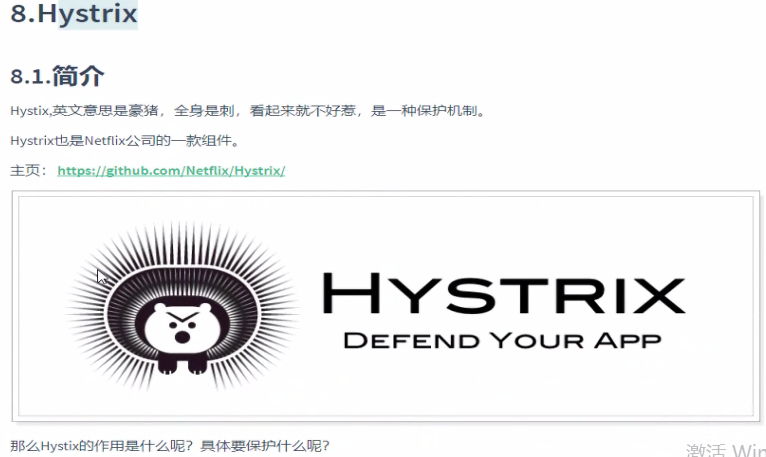 8.Hystrix
8.1.简介
Hystix,英文意思是豪猪，全身是刺，看起来就不好惹，是一种保护机制。
Hystrix也是Netflix公司的一款组件。
主页： https://github.com/Netflix/Hystrix/
HYSTRIX
DEFEND YOUR APP
那么Hystix的作用是什么呢？具体要保护什么呢？
激活 Win